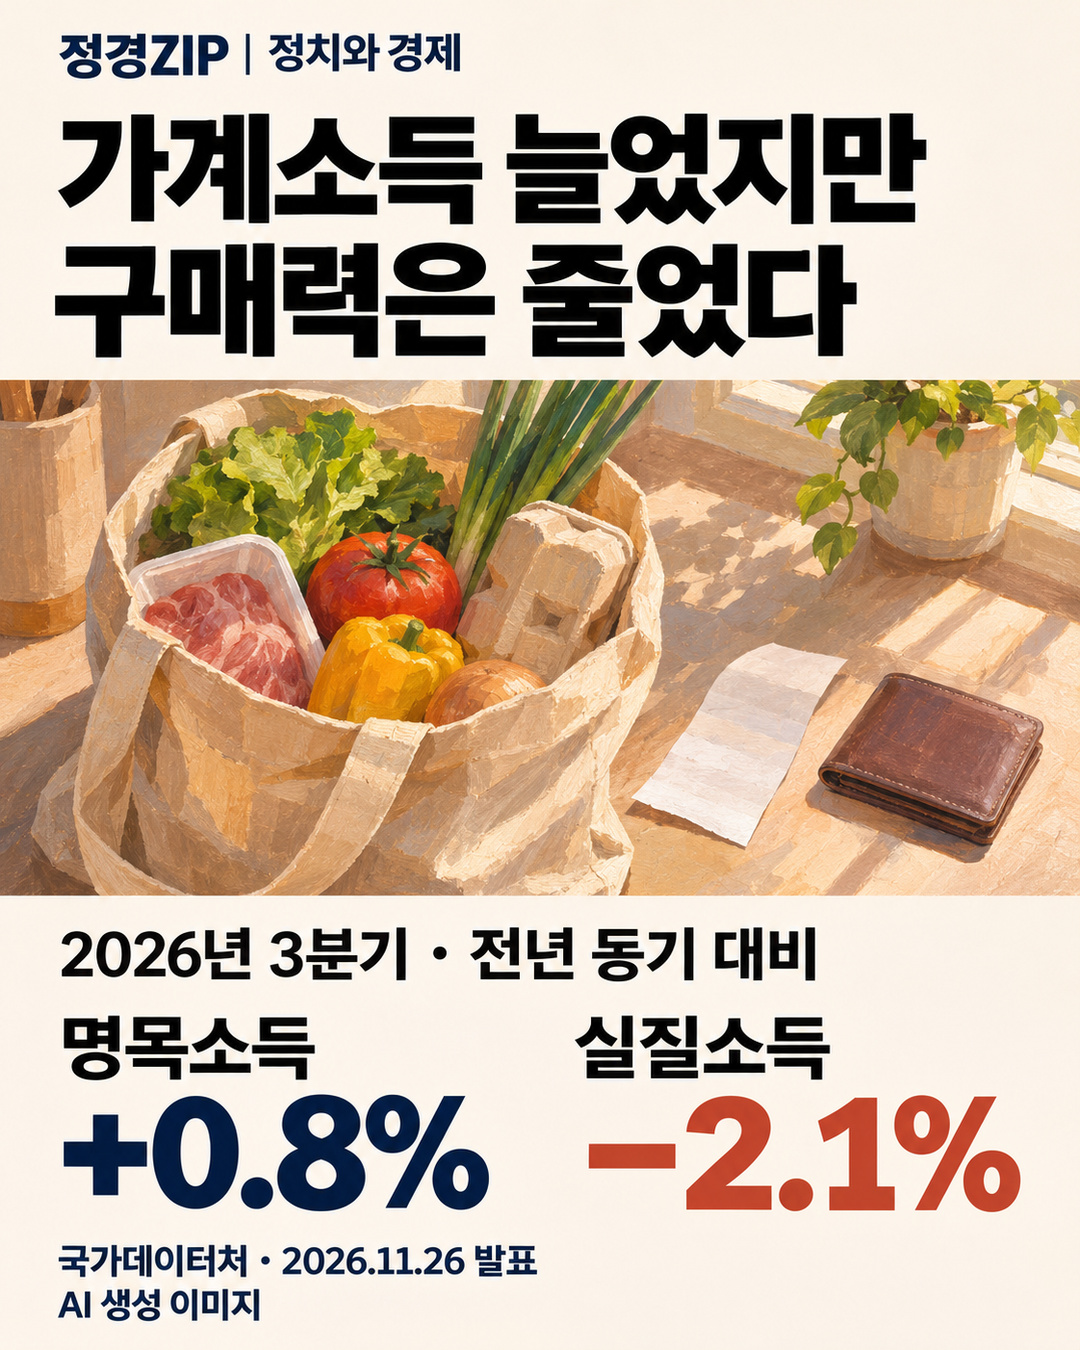 정경ZIP | 정치와 경제
가계소득 늘었지만
구매력은 줄었다
2026년 3분기 · 전년 동기 대비
명목소득 실질소득
+0.8% −2.1%
국가데이터처 · 2026.11.26 발표
AI 생성 이미지